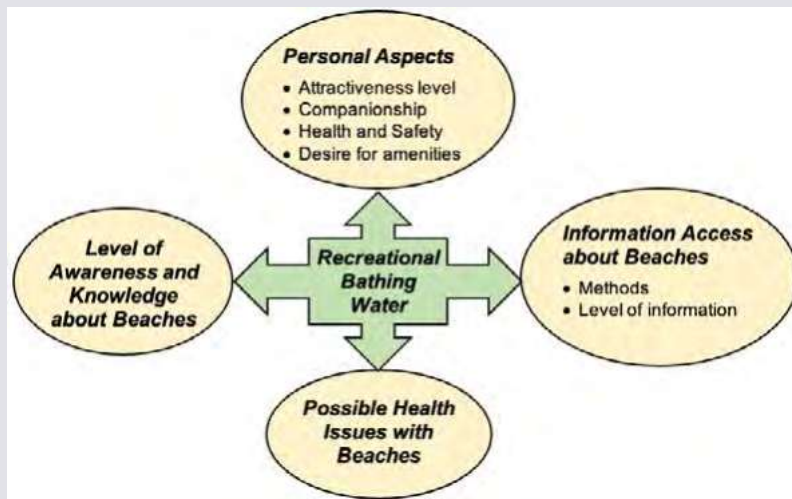 Personal Aspects
• Attractiveness level
• Companionship
• Health and Safety
• Desire for amenities
Level of
Awareness and
Knowledge
about Beaches
Recreational
Bathing
Water
Information Access
about Beaches
• Methods
• Level of information
Possible Health
Issues with
Beaches